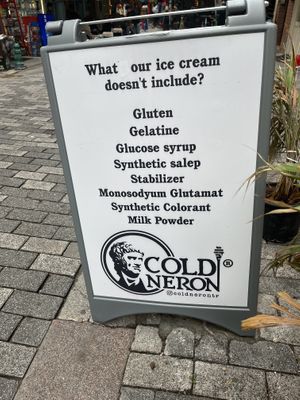 What our ice cream
doesn't include?
Gluten
Gelatine
Glucose syrup
Synthetic salep
Stabilizer
Monosodyum Glutamat
Synthetic Colorant
Milk Powder
COLD
NERON
®
@coldnerontr